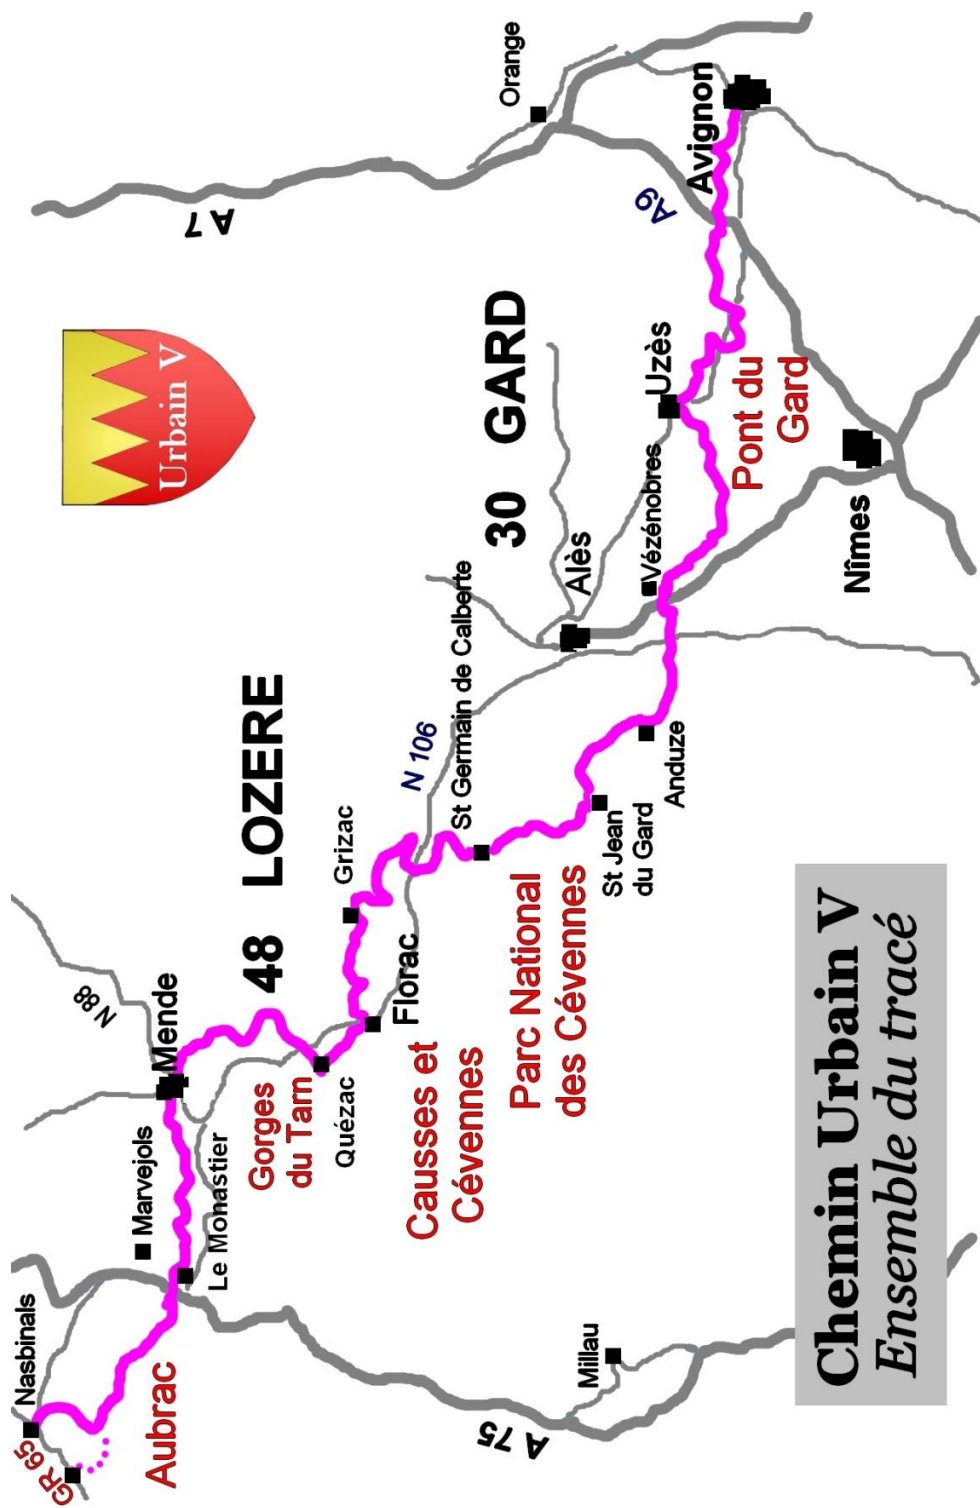 Nasbinals
GR 65
Aubrac
Marvejols
Le Monastier
Mende
N 88
48 LOZERE
Gorges
du Tarn
Quézac
Florac
Grizac
Causses et
Cévennes
N 106
St Germain de Calberte
Parc National
des Cévennes
St Jean
du Gard
Anduze
Alès
Vézénobres
30 GARD
Uzès
Pont du
Gard
Nîmes
Avignon
A9
Orange
A 7
Urbain V
Millau
A 75
Chemin Urbain V
Ensemble du tracé